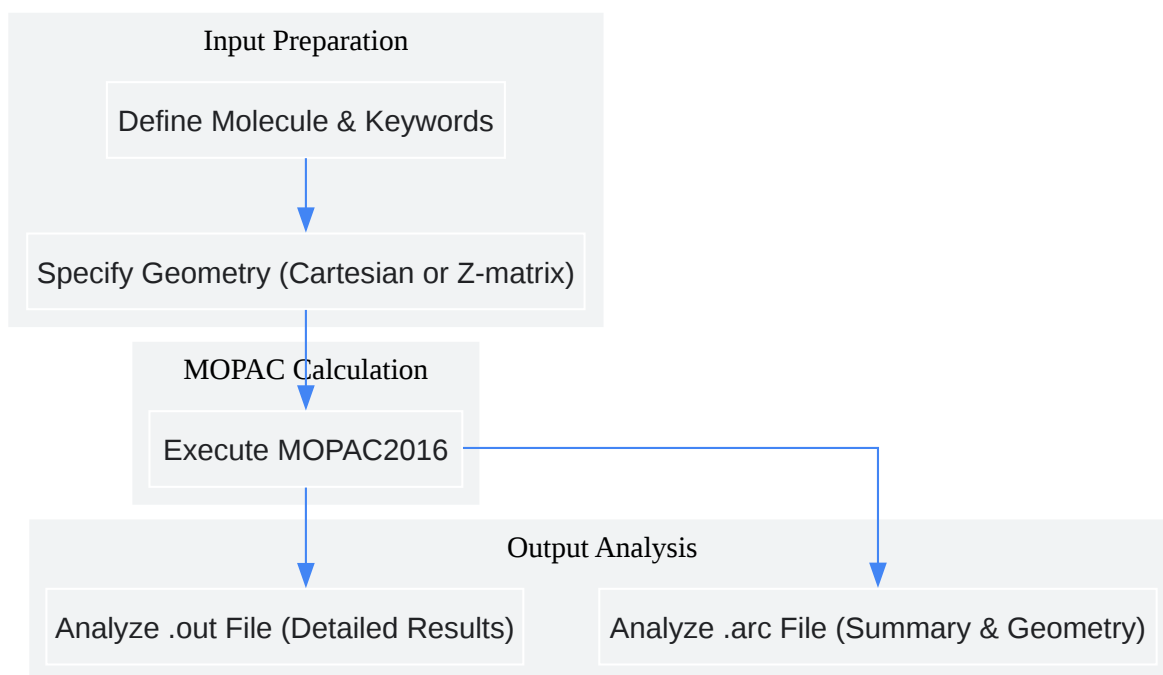 Input Preparation
Define Molecule & Keywords
Specify Geometry (Cartesian or Z-matrix)
MOPAC Calculation
Execute MOPAC2016
Output Analysis
Analyze .out File (Detailed Results)
Analyze .arc File (Summary & Geometry)